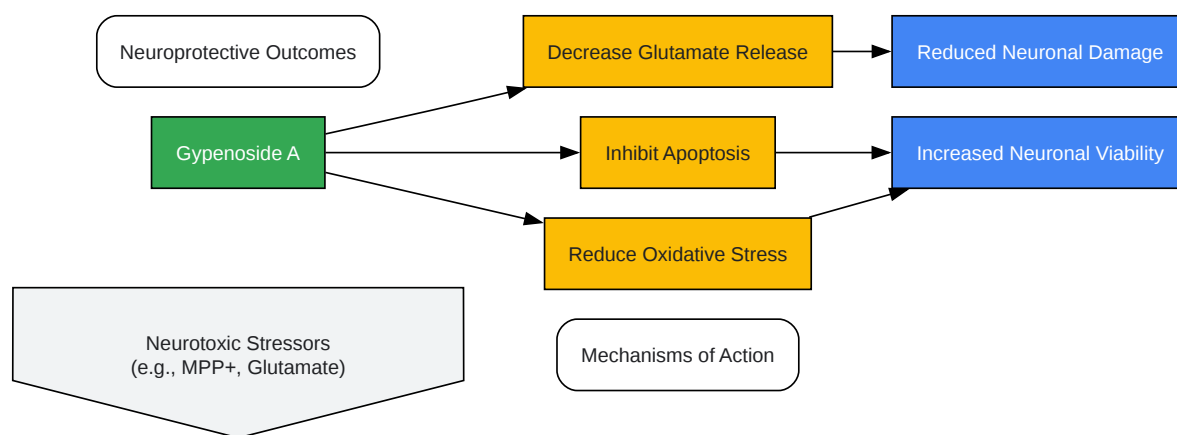 Neuroprotective Outcomes
Decrease Glutamate Release
Reduced Neuronal Damage
Gypenoside A
Inhibit Apoptosis
Increased Neuronal Viability
Reduce Oxidative Stress
Neurotoxic Stressors
(e.g., MPP+, Glutamate)
Mechanisms of Action